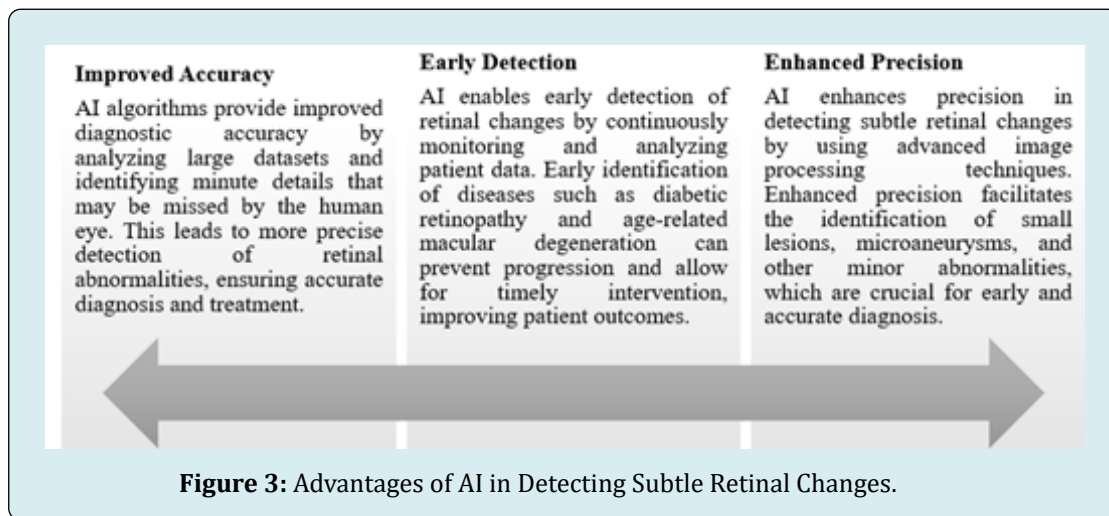 Improved Accuracy
AI algorithms provide improved
diagnostic accuracy by
analyzing large datasets and
identifying minute details that
may be missed by the human
eye. This leads to more precise
detection of retinal
abnormalities, ensuring accurate
diagnosis and treatment.
Early Detection
AI enables early detection of
retinal changes by continuously
monitoring and analyzing
patient data. Early identification
of diseases such as diabetic
retinopathy and age-related
macular degeneration can
prevent progression and allow
for timely intervention,
improving patient outcomes.
Enhanced Precision
AI enhances precision in
detecting subtle retinal changes
by using advanced image
processing techniques.
Enhanced precision facilitates
the identification of small
lesions, microaneurysms, and
other minor abnormalities,
which are crucial for early and
accurate diagnosis.
Figure 3: Advantages of AI in Detecting Subtle Retinal Changes.